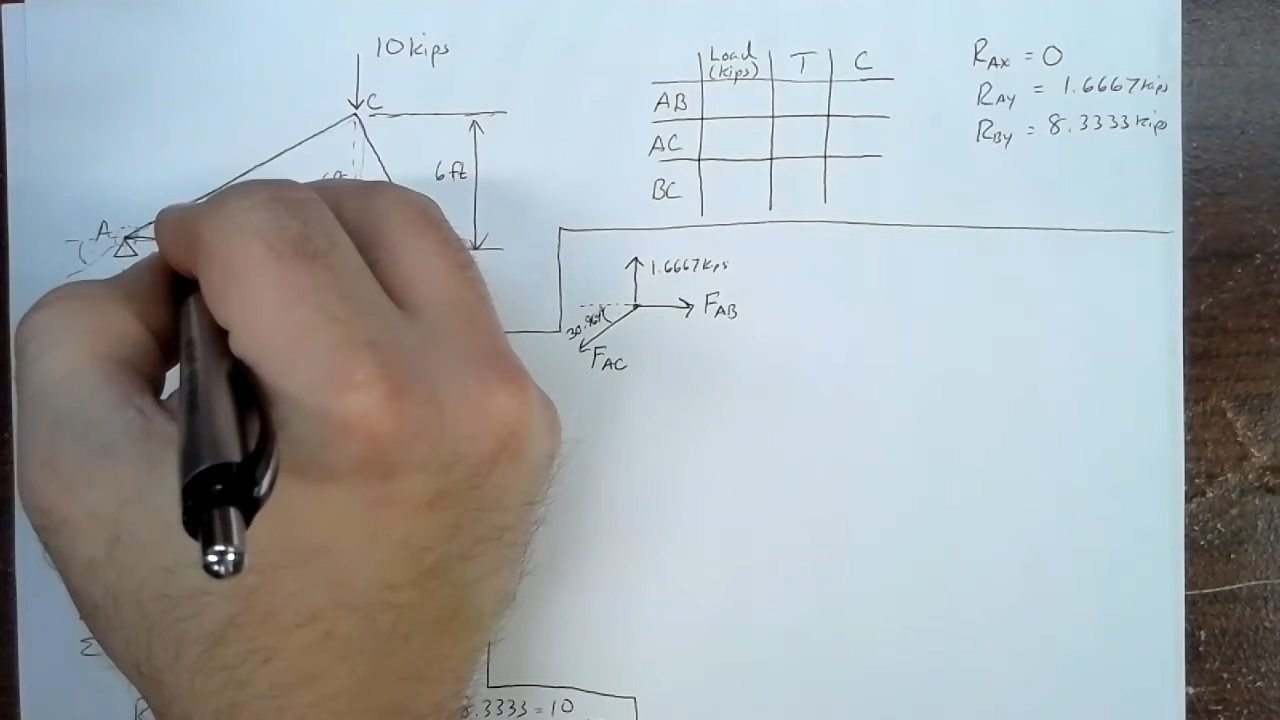 10 kips
C
6 ft
A
Load (kips) T C
AB
AC
BC
R_AX = 0
R_AY = 1.6667 kips
R_BY = 8.3333 kips
1.6667 kips
F_AB
F_AC
Σ
8.3333 = 10